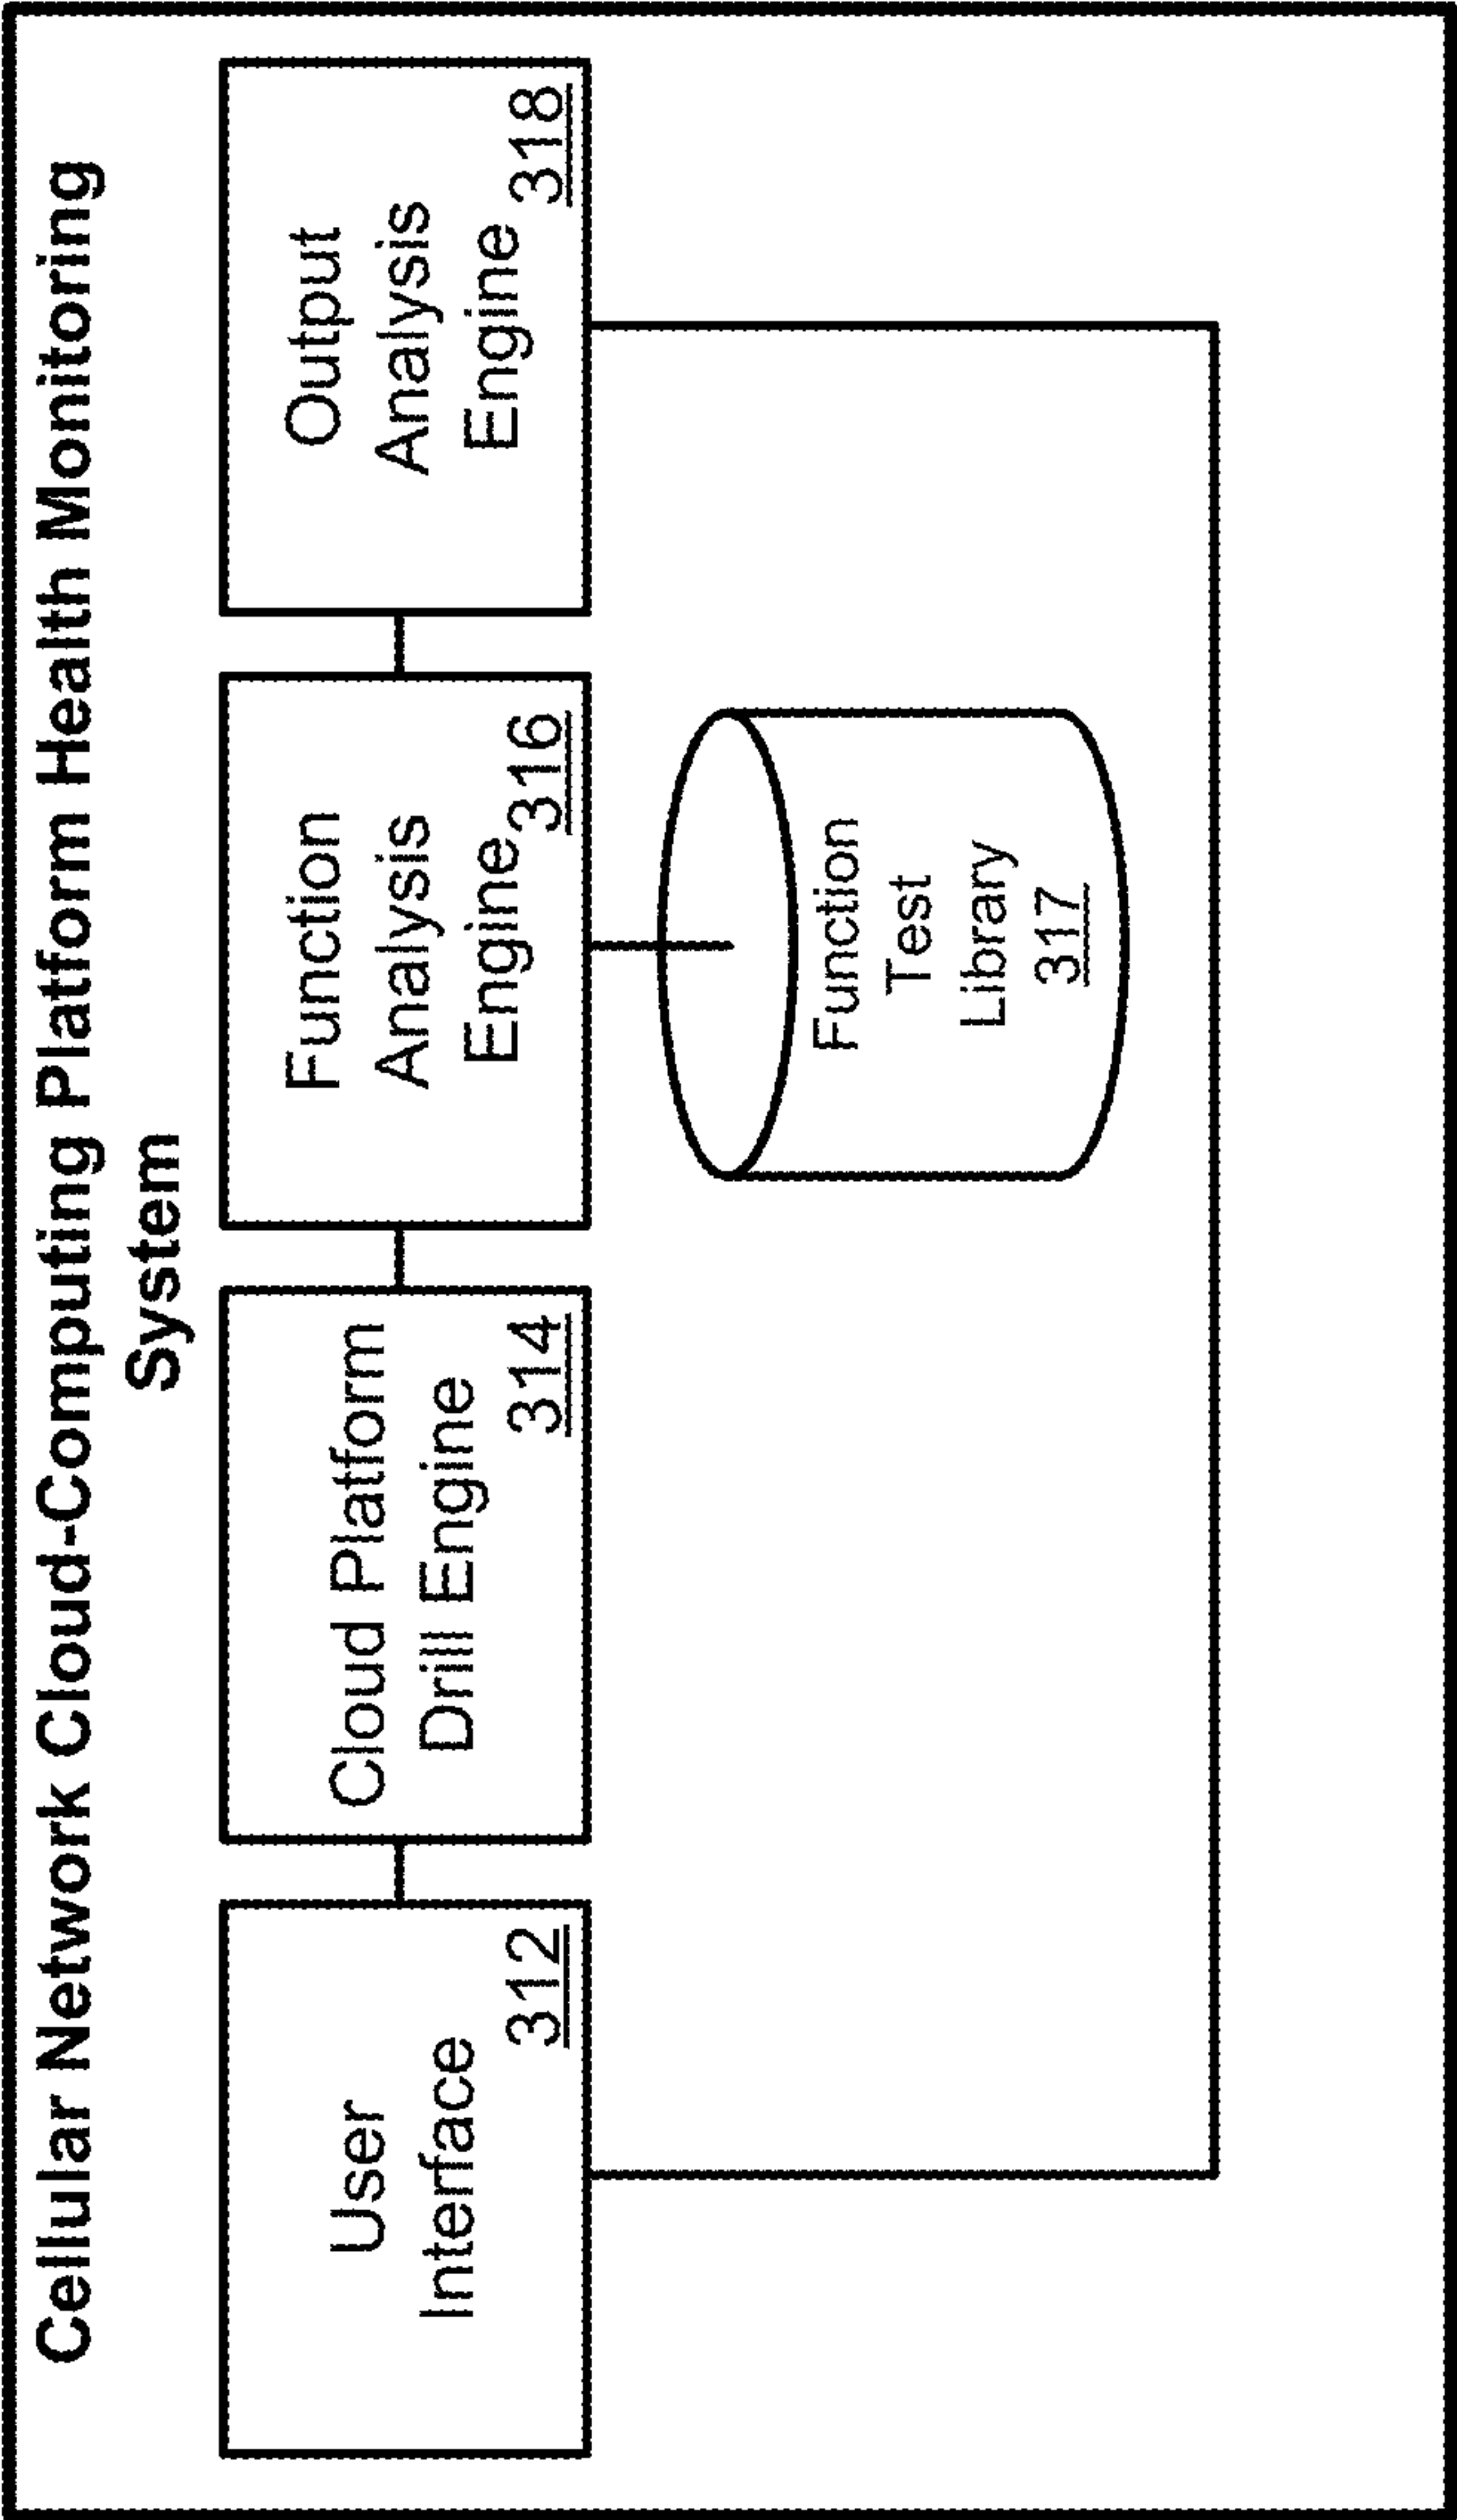 Cellular Network Cloud-Computing Platform Health Monitoring
System
User
Interface
312
Cloud Platform
Drill Engine
314
Function
Analysis
Engine
316
Output
Analysis
Engine
318
Function
Test
Library
317